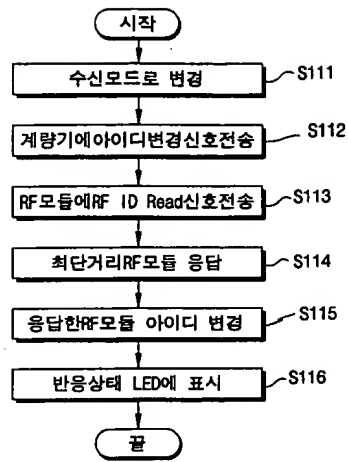 시작
수신모드로 변경 S111
계량기에아이디변경신호전송 S112
RF모듈에RF ID Read신호전송 S113
최단거리RF모듈 응답 S114
응답한RF모듈 아이디 변경 S115
반응상태 LED에 표시 S116
끝